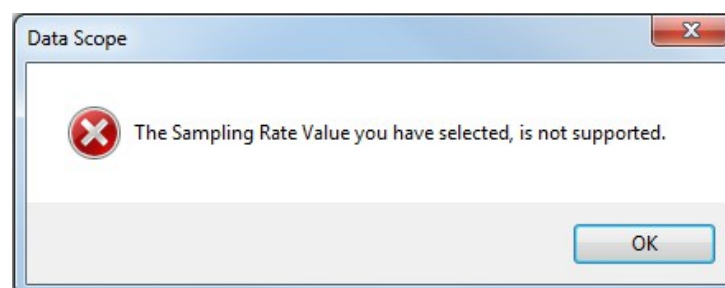 Data Scope
The Sampling Rate Value you have selected, is not supported.
OK